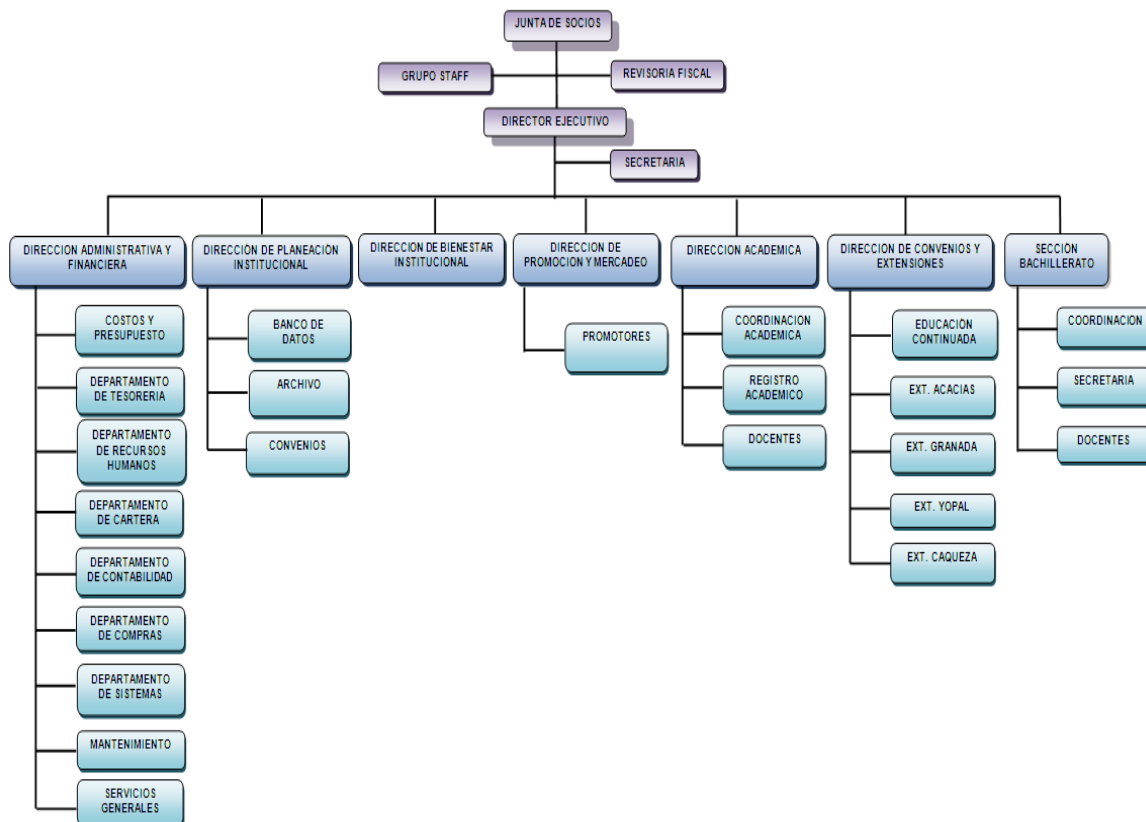 JUNTA DE SOCIOS
GRUPO STAFF
REVISORIA FISCAL
DIRECTOR EJECUTIVO
SECRETARIA
DIRECCION ADMINISTRATIVA Y
FINANCIERA
DIRECCIÓN DE PLANEACIÓN
INSTITUCIONAL
DIRECCION DE BIENESTAR
INSTITUCIONAL
DIRECCION DE
PROMOCION Y MERCADEO
DIRECCION ACADEMICA
DIRECCION DE CONVENIOS Y
EXTENSIONES
SECCIÓN
BACHILLERATO
COSTOS Y
PRESUPUESTO
DEPARTAMENTO
DE TESORERIA
DEPARTAMENTO
DE RECURSOS
HUMANOS
DEPARTAMENTO
DE CARTERA
DEPARTAMENTO
DE CONTABILIDAD
DEPARTAMENTO
DE COMPRAS
DEPARTAMENTO
DE SISTEMAS
MANTENIMIENTO
SERVICIOS
GENERALES
BANCO DE
DATOS
ARCHIVO
CONVENIOS
PROMOTORES
COORDINACION
ACADEMICA
REGISTRO
ACADEMICO
DOCENTES
EDUCACIÓN
CONTINUADA
EXT. ACACIAS
EXT. GRANADA
EXT. YOPAL
EXT. CAQUEZA
COORDINACION
SECRETARIA
DOCENTES